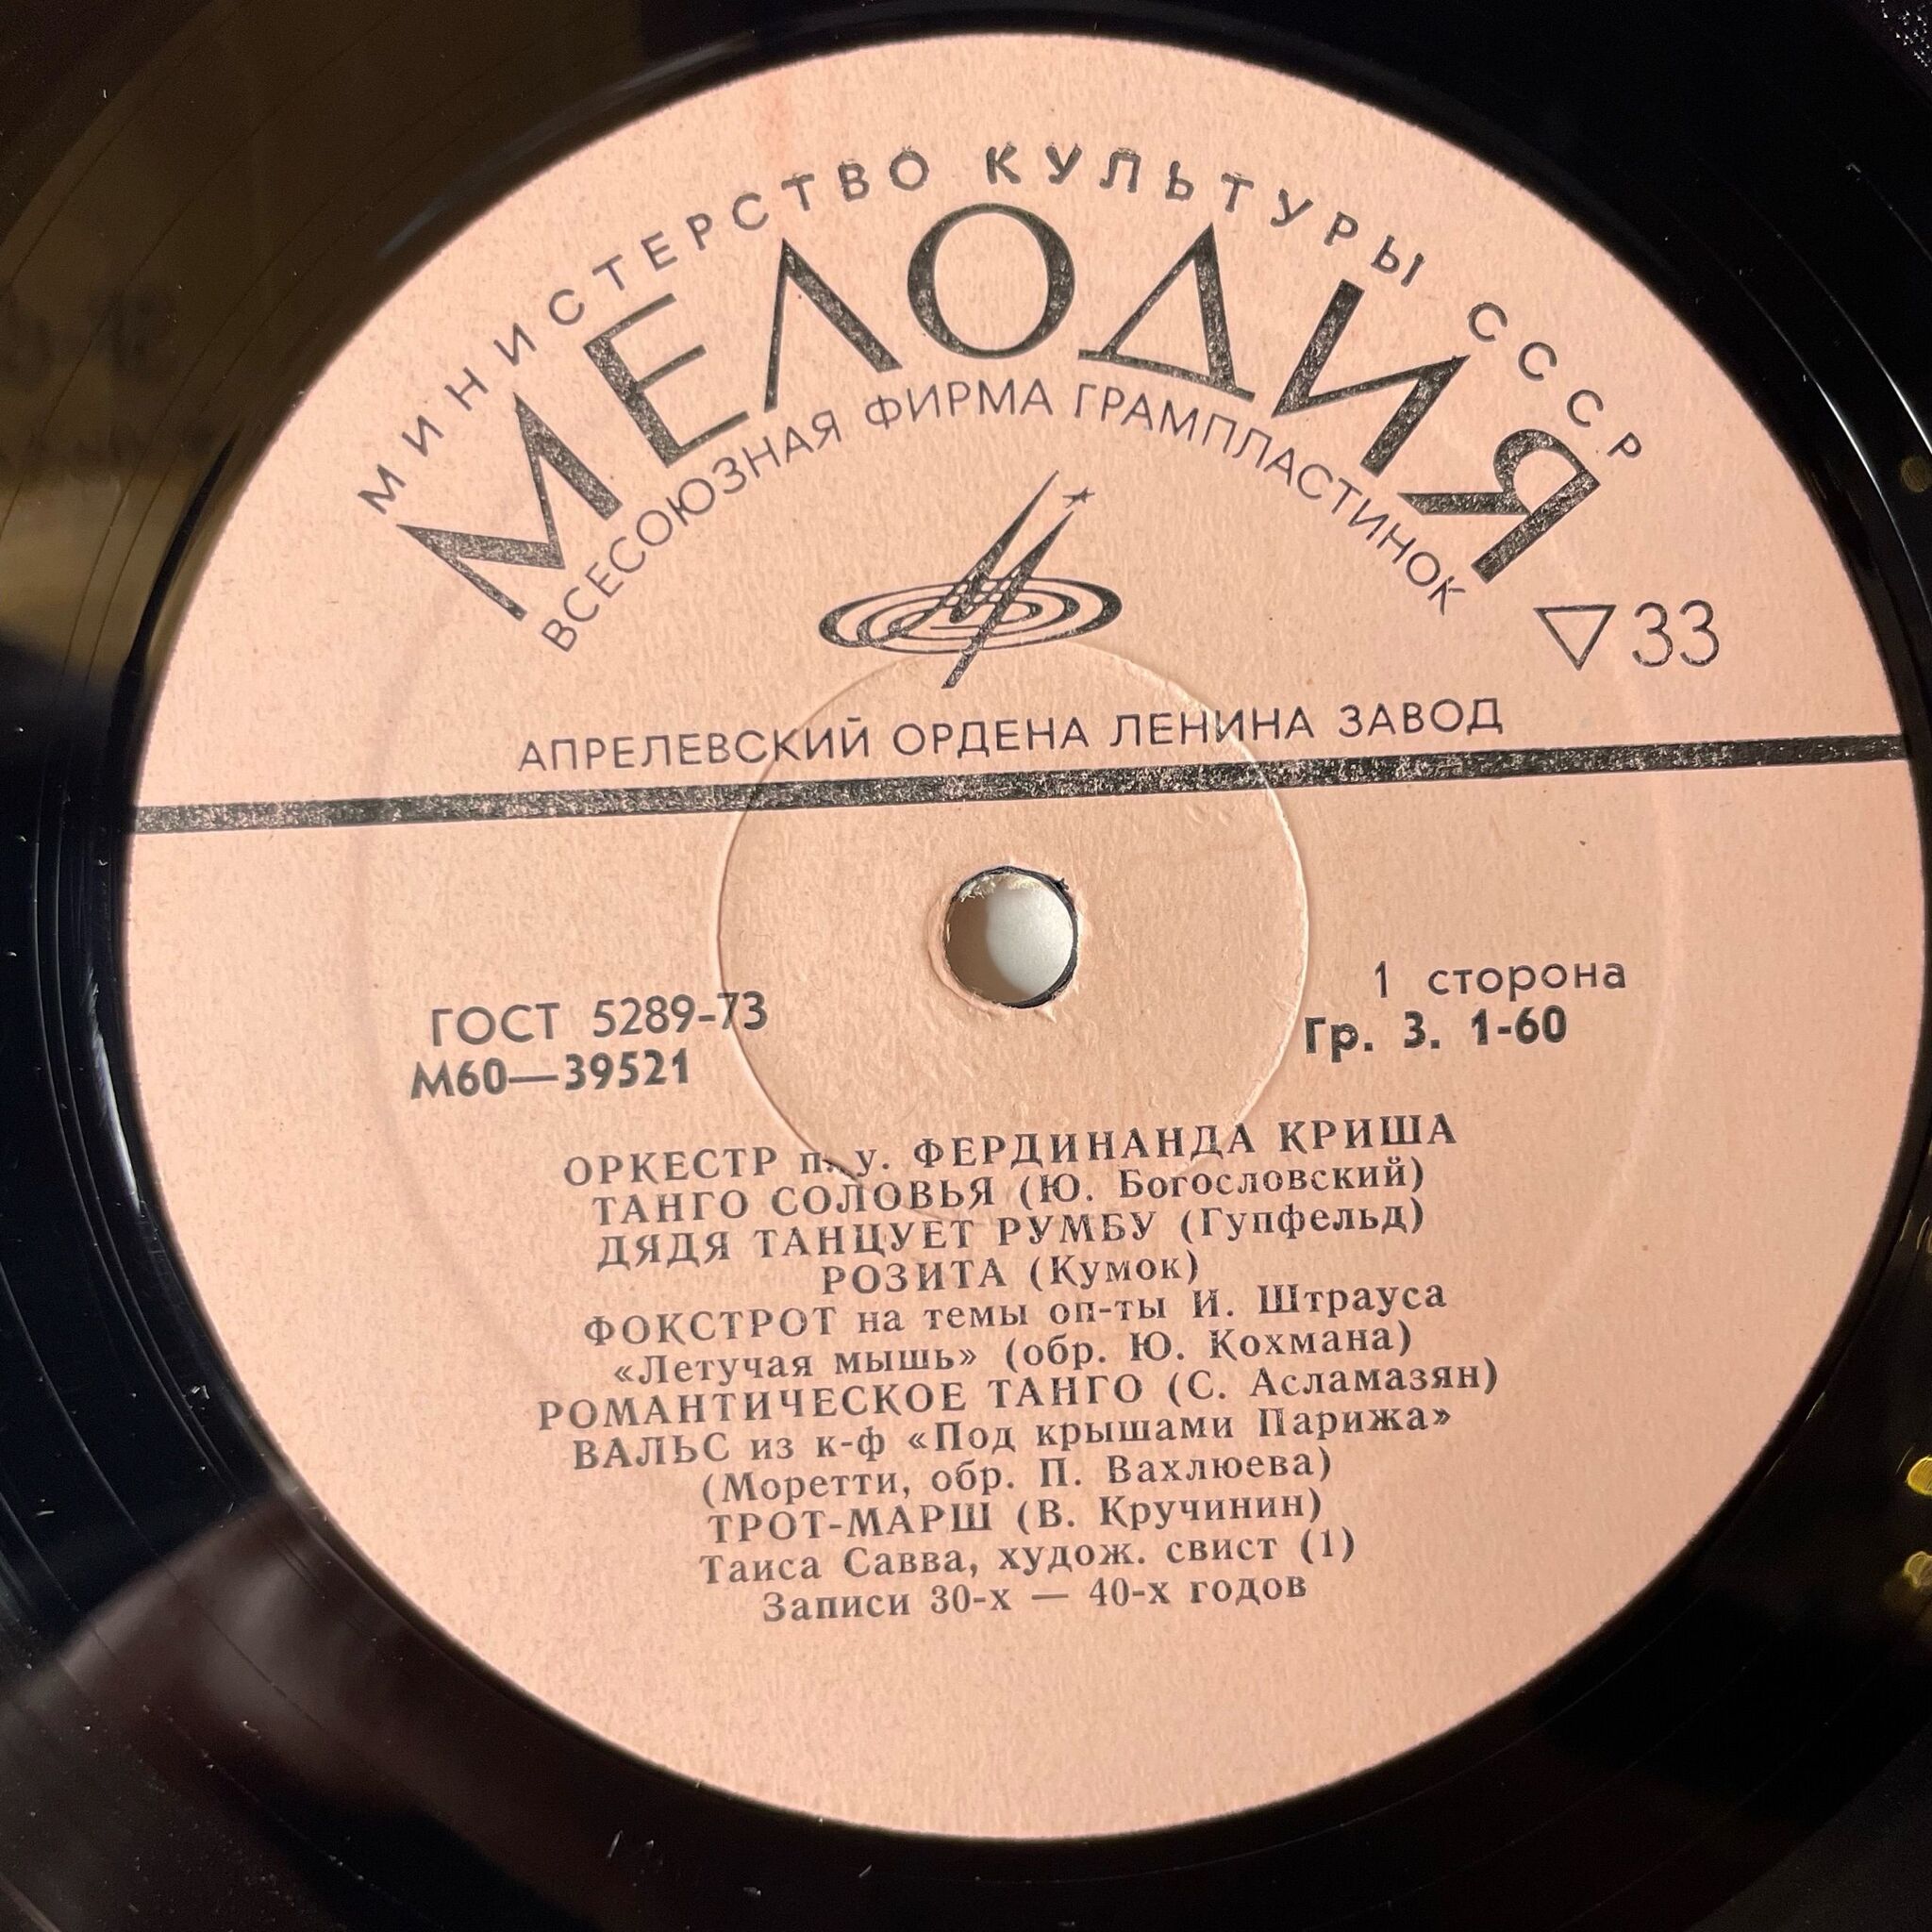 МИНИСТЕРСТВО КУЛЬТУРЫ СССР
МЕЛОДИЯ
ВСЕСОЮЗНАЯ ФИРМА ГРАМПЛАСТИНОК
33
АПРЕЛЕВСКИЙ ОРДЕНА ЛЕНИНА ЗАВОД
ГОСТ 5289-73
М60—39521
1 сторона
Гр. 3. 1-60
ОРКЕСТР п. у. ФЕРДИНАНДА КРИША
ТАНГО СОЛОВЬЯ (Ю. Богословский)
ДЯДЯ ТАНЦУЕТ РУМБУ (Гупфельд)
РОЗИТА (Кумок)
ФОКСТРОТ на темы оп-ты И. Штрауса
«Летучая мышь» (обр. Ю. Кохмана)
РОМАНТИЧЕСКОЕ ТАНГО (С. Асламазян)
ВАЛЬС из к-ф «Под крышами Парижа»
(Моретти, обр. П. Вахлюева)
ТРОТ-МАРШ (В. Кручинин)
Таиса Савва, худож. свист (1)
Записи 30-х — 40-х годов